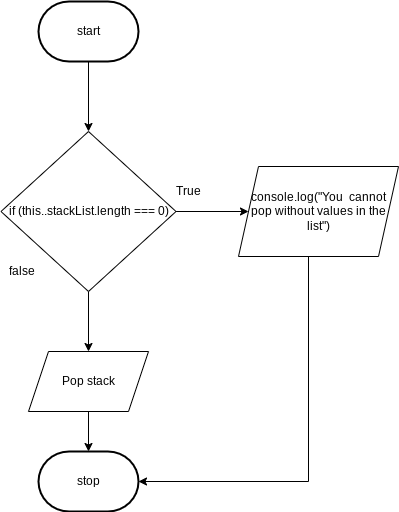 start
True
if (this..stackList.length === 0)
console.log("You  cannot
pop without values in the
list")
false
Pop stack
stop